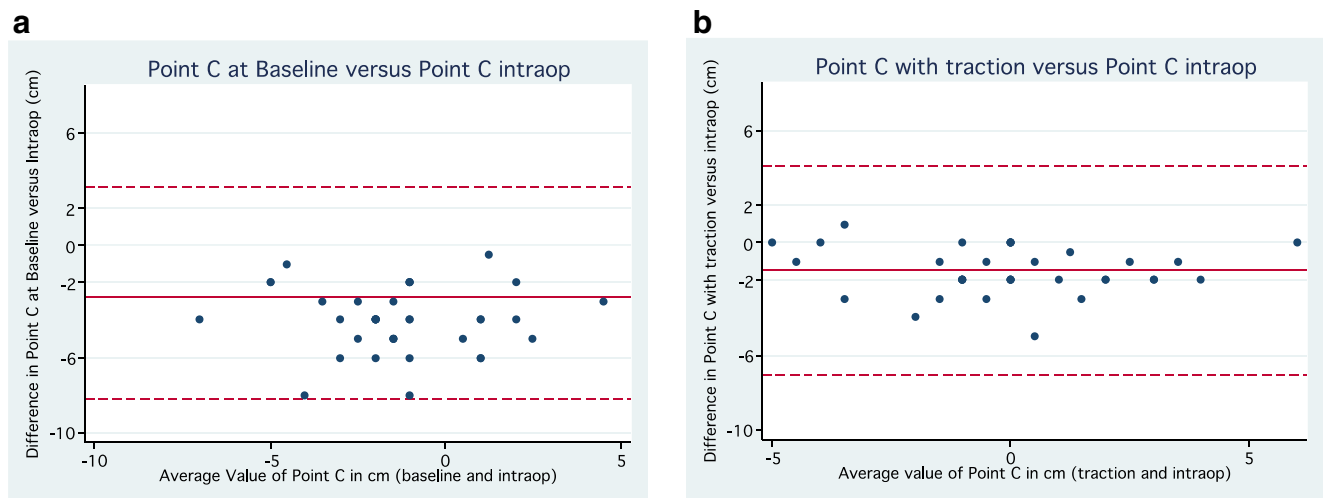 a
Point C at Baseline versus Point C intraop
Difference in Point C at Baseline versus Intraop (cm)
6
2
0
-2
-6
-10
-10 -5 0 5
Average Value of Point C in cm (baseline and intraop)
b
Point C with traction versus Point C intraop
Difference in Point C with traction versus intraop (cm)
6
2
0
-2
-6
-10
-5 0 5
Average value of Point C in cm (traction and intraop)